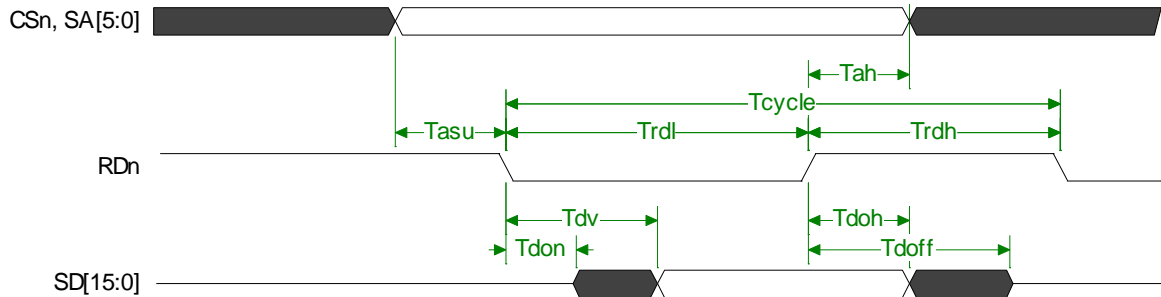 CSn, SA[5:0]
Tah
Tcycle
Tasu Trdl Trdh
RDn
Tdv Tdoh
Tdon Tdoff
SD[15:0]